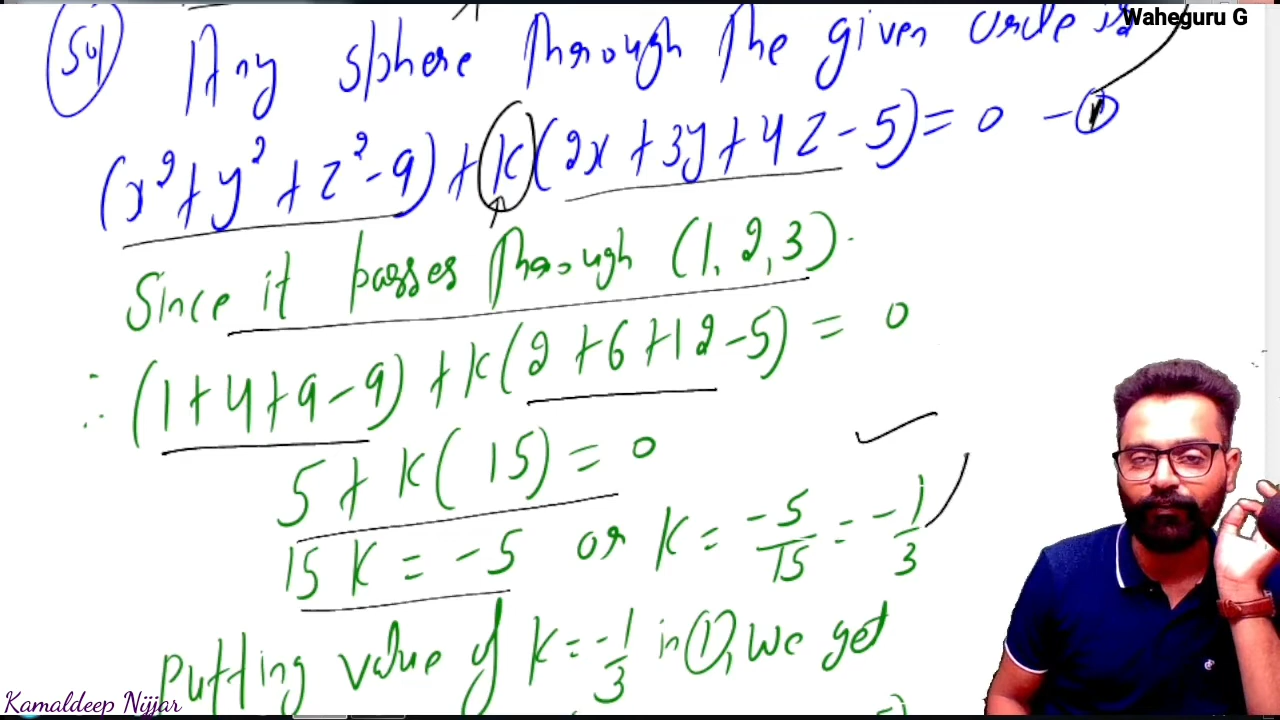 Waheguru G
Sol Any sphere through the given circle is
(x²+y²+z²-9)+k(2x+3y+4z-5)=0 -①
Since it passes through (1,2,3).
∴ (1+4+9-9)+k(2+6+12-5)=0
5+k(15)=0
15k=-5 or k=-5/15=-1/3
Putting value of k=-1/3 in ①, we get
Kamaldeep Nijjar